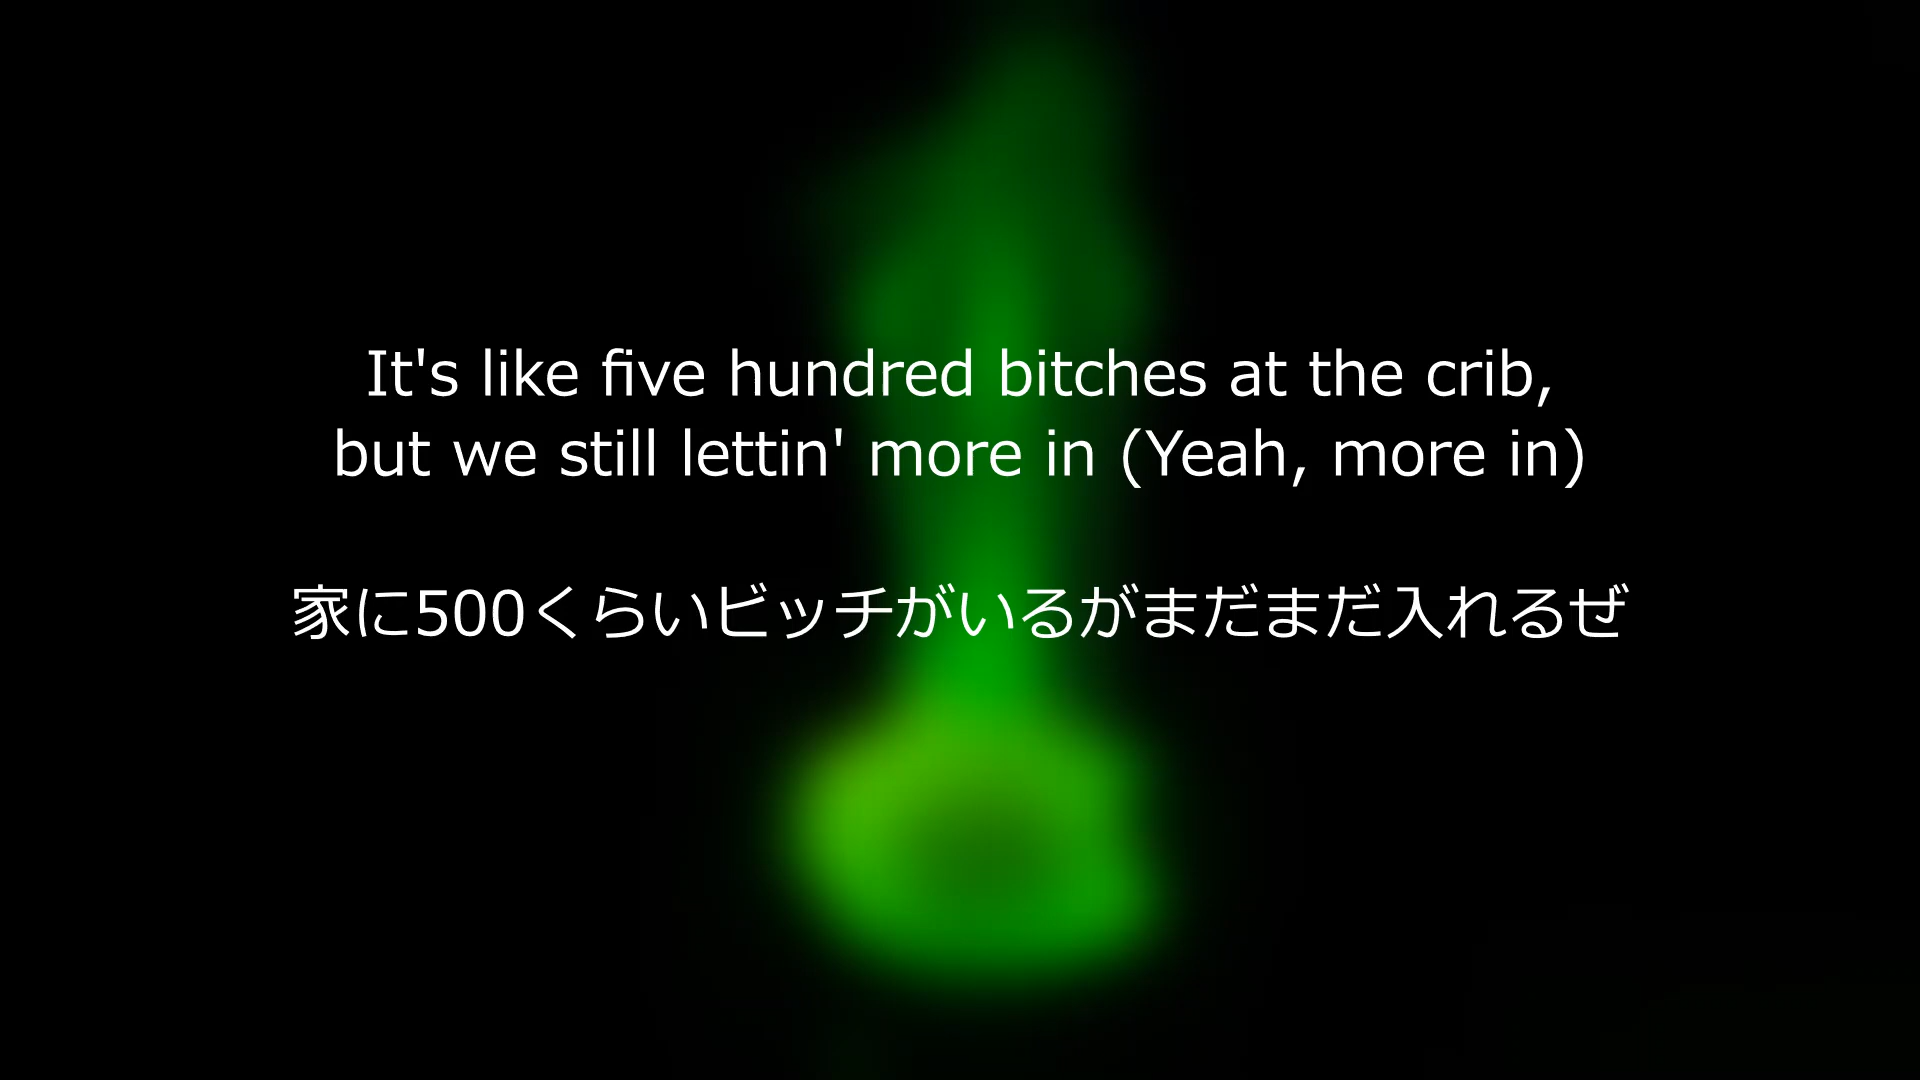 It's like five hundred bitches at the crib,
but we still lettin' more in (Yeah, more in)
家に500くらいビッチがいるがまだまだ入れるぜ